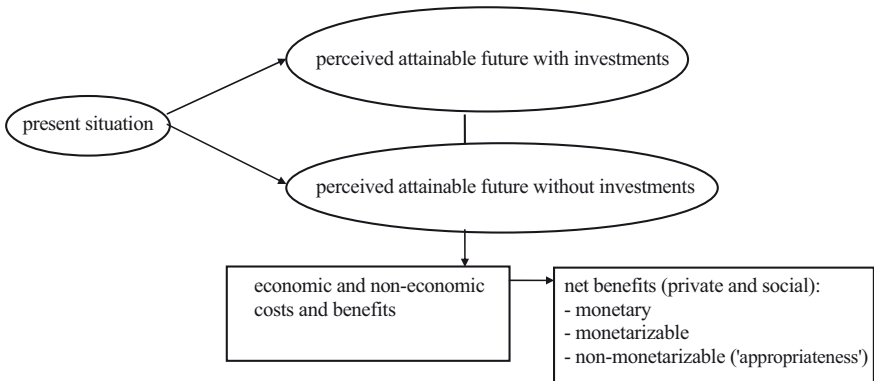 perceived attainable future with investments
present situation
perceived attainable future without investments
economic and non-economic
costs and benefits
net benefits (private and social):
- monetary
- monetarizable
- non-monetarizable ('appropriateness')